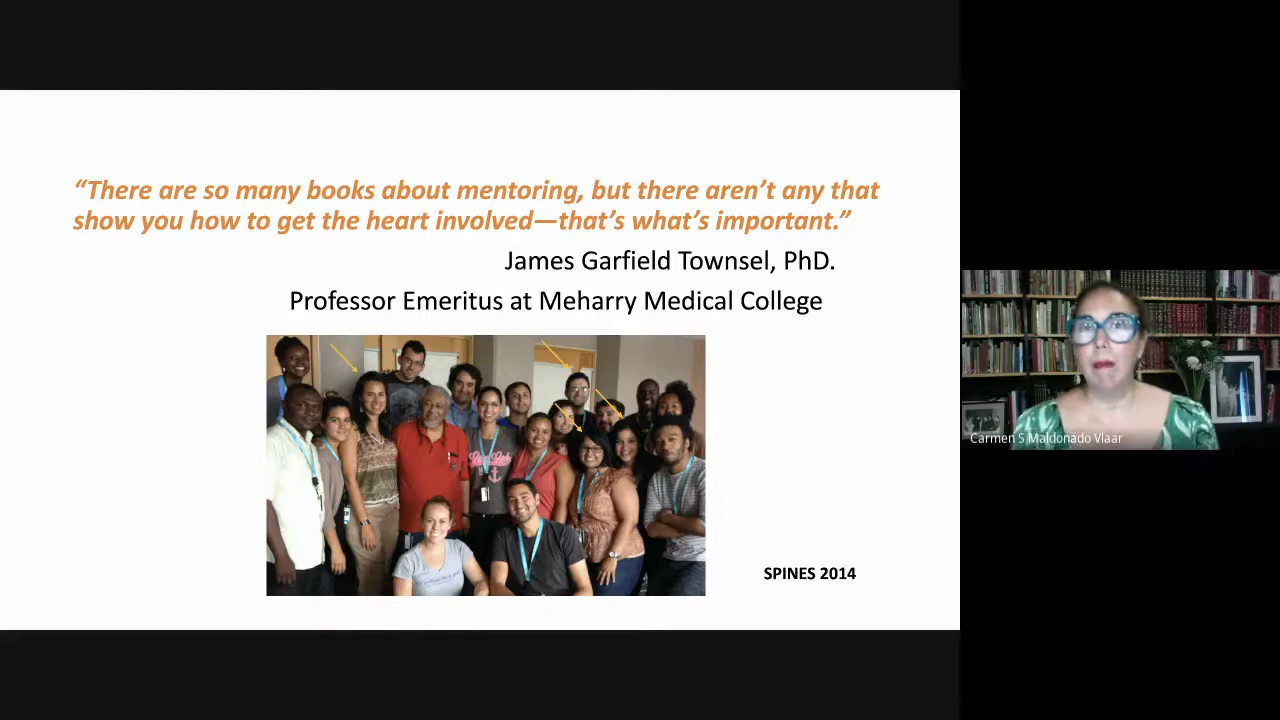 “There are so many books about mentoring, but there aren’t any that
show you how to get the heart involved—that’s what’s important.”
James Garfield Townsel, PhD.
Professor Emeritus at Meharry Medical College
SPINES 2014
Carmen S Maldonado Vlaar